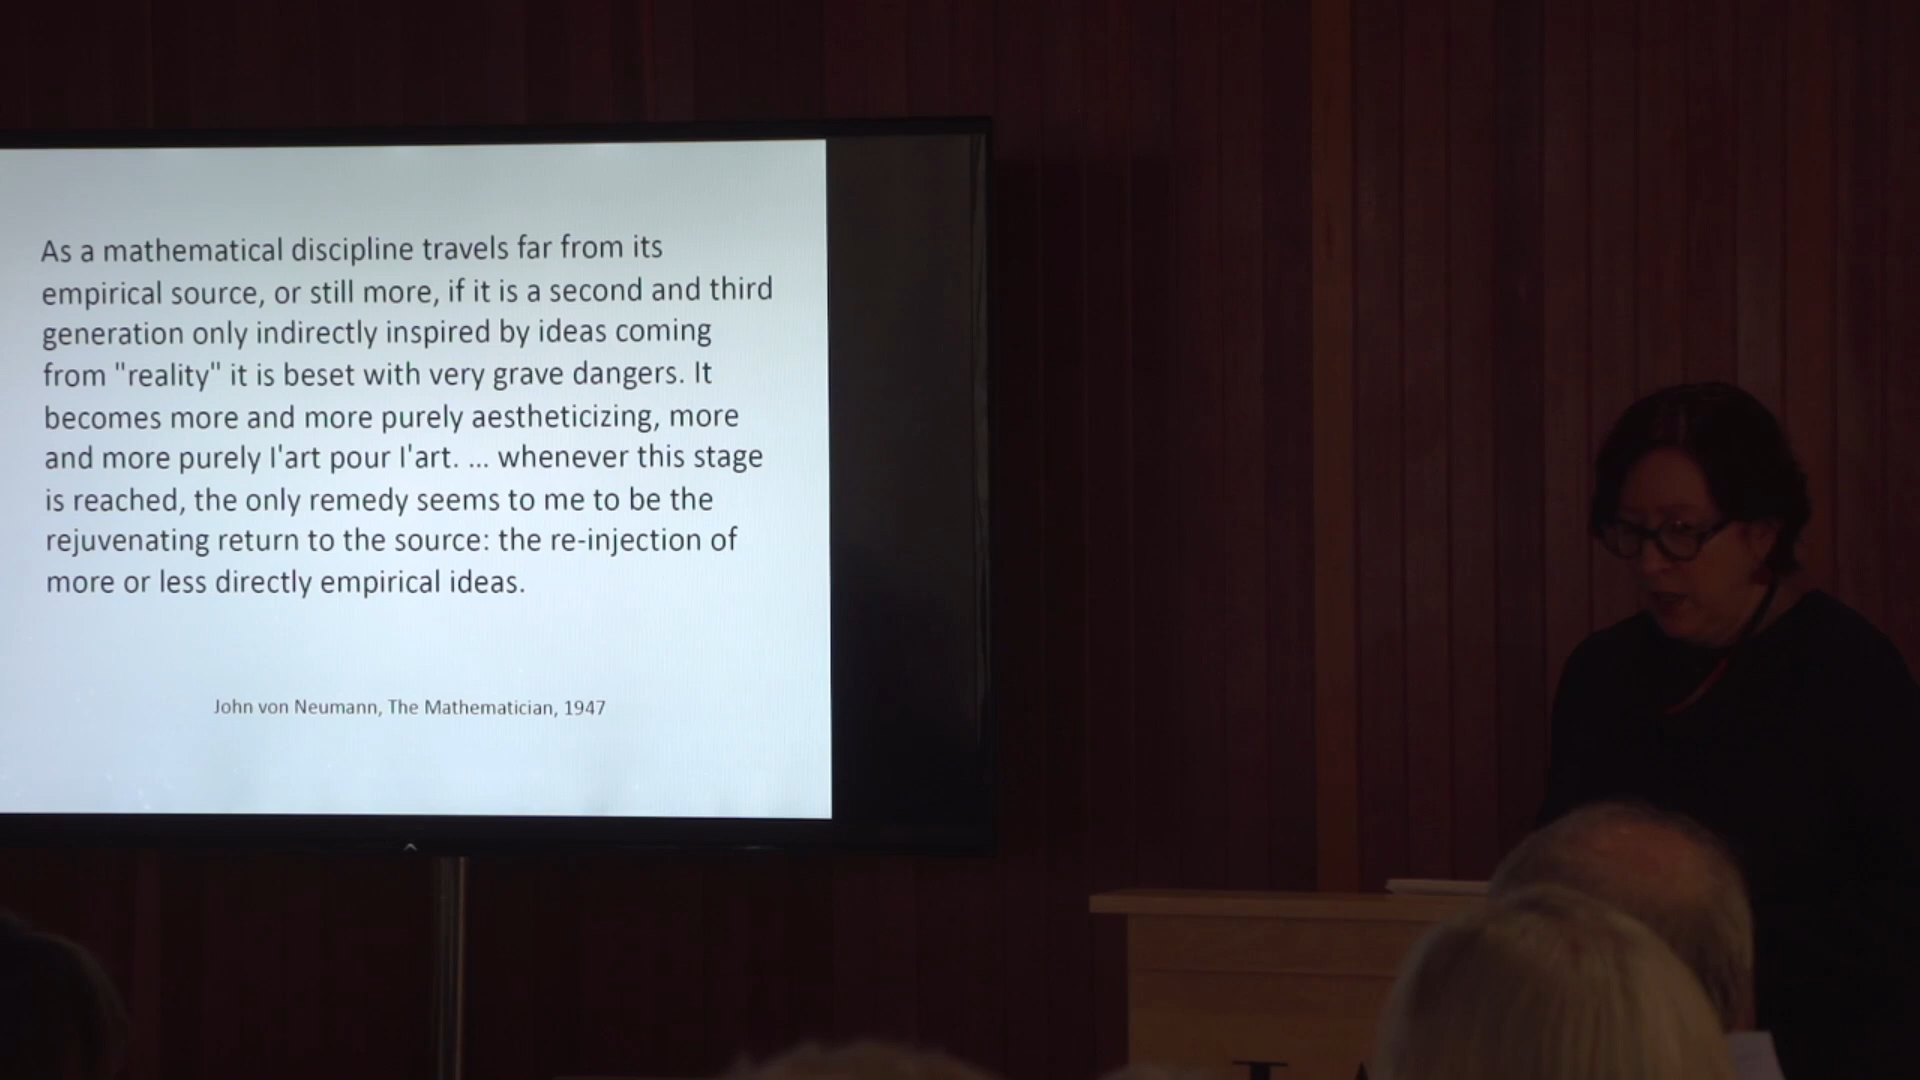 As a mathematical discipline travels far from its
empirical source, or still more, if it is a second and third
generation only indirectly inspired by ideas coming
from "reality" it is beset with very grave dangers. It
becomes more and more purely aestheticizing, more
and more purely l'art pour l'art. ... whenever this stage
is reached, the only remedy seems to me to be the
rejuvenating return to the source: the re-injection of
more or less directly empirical ideas.
John von Neumann, The Mathematician, 1947